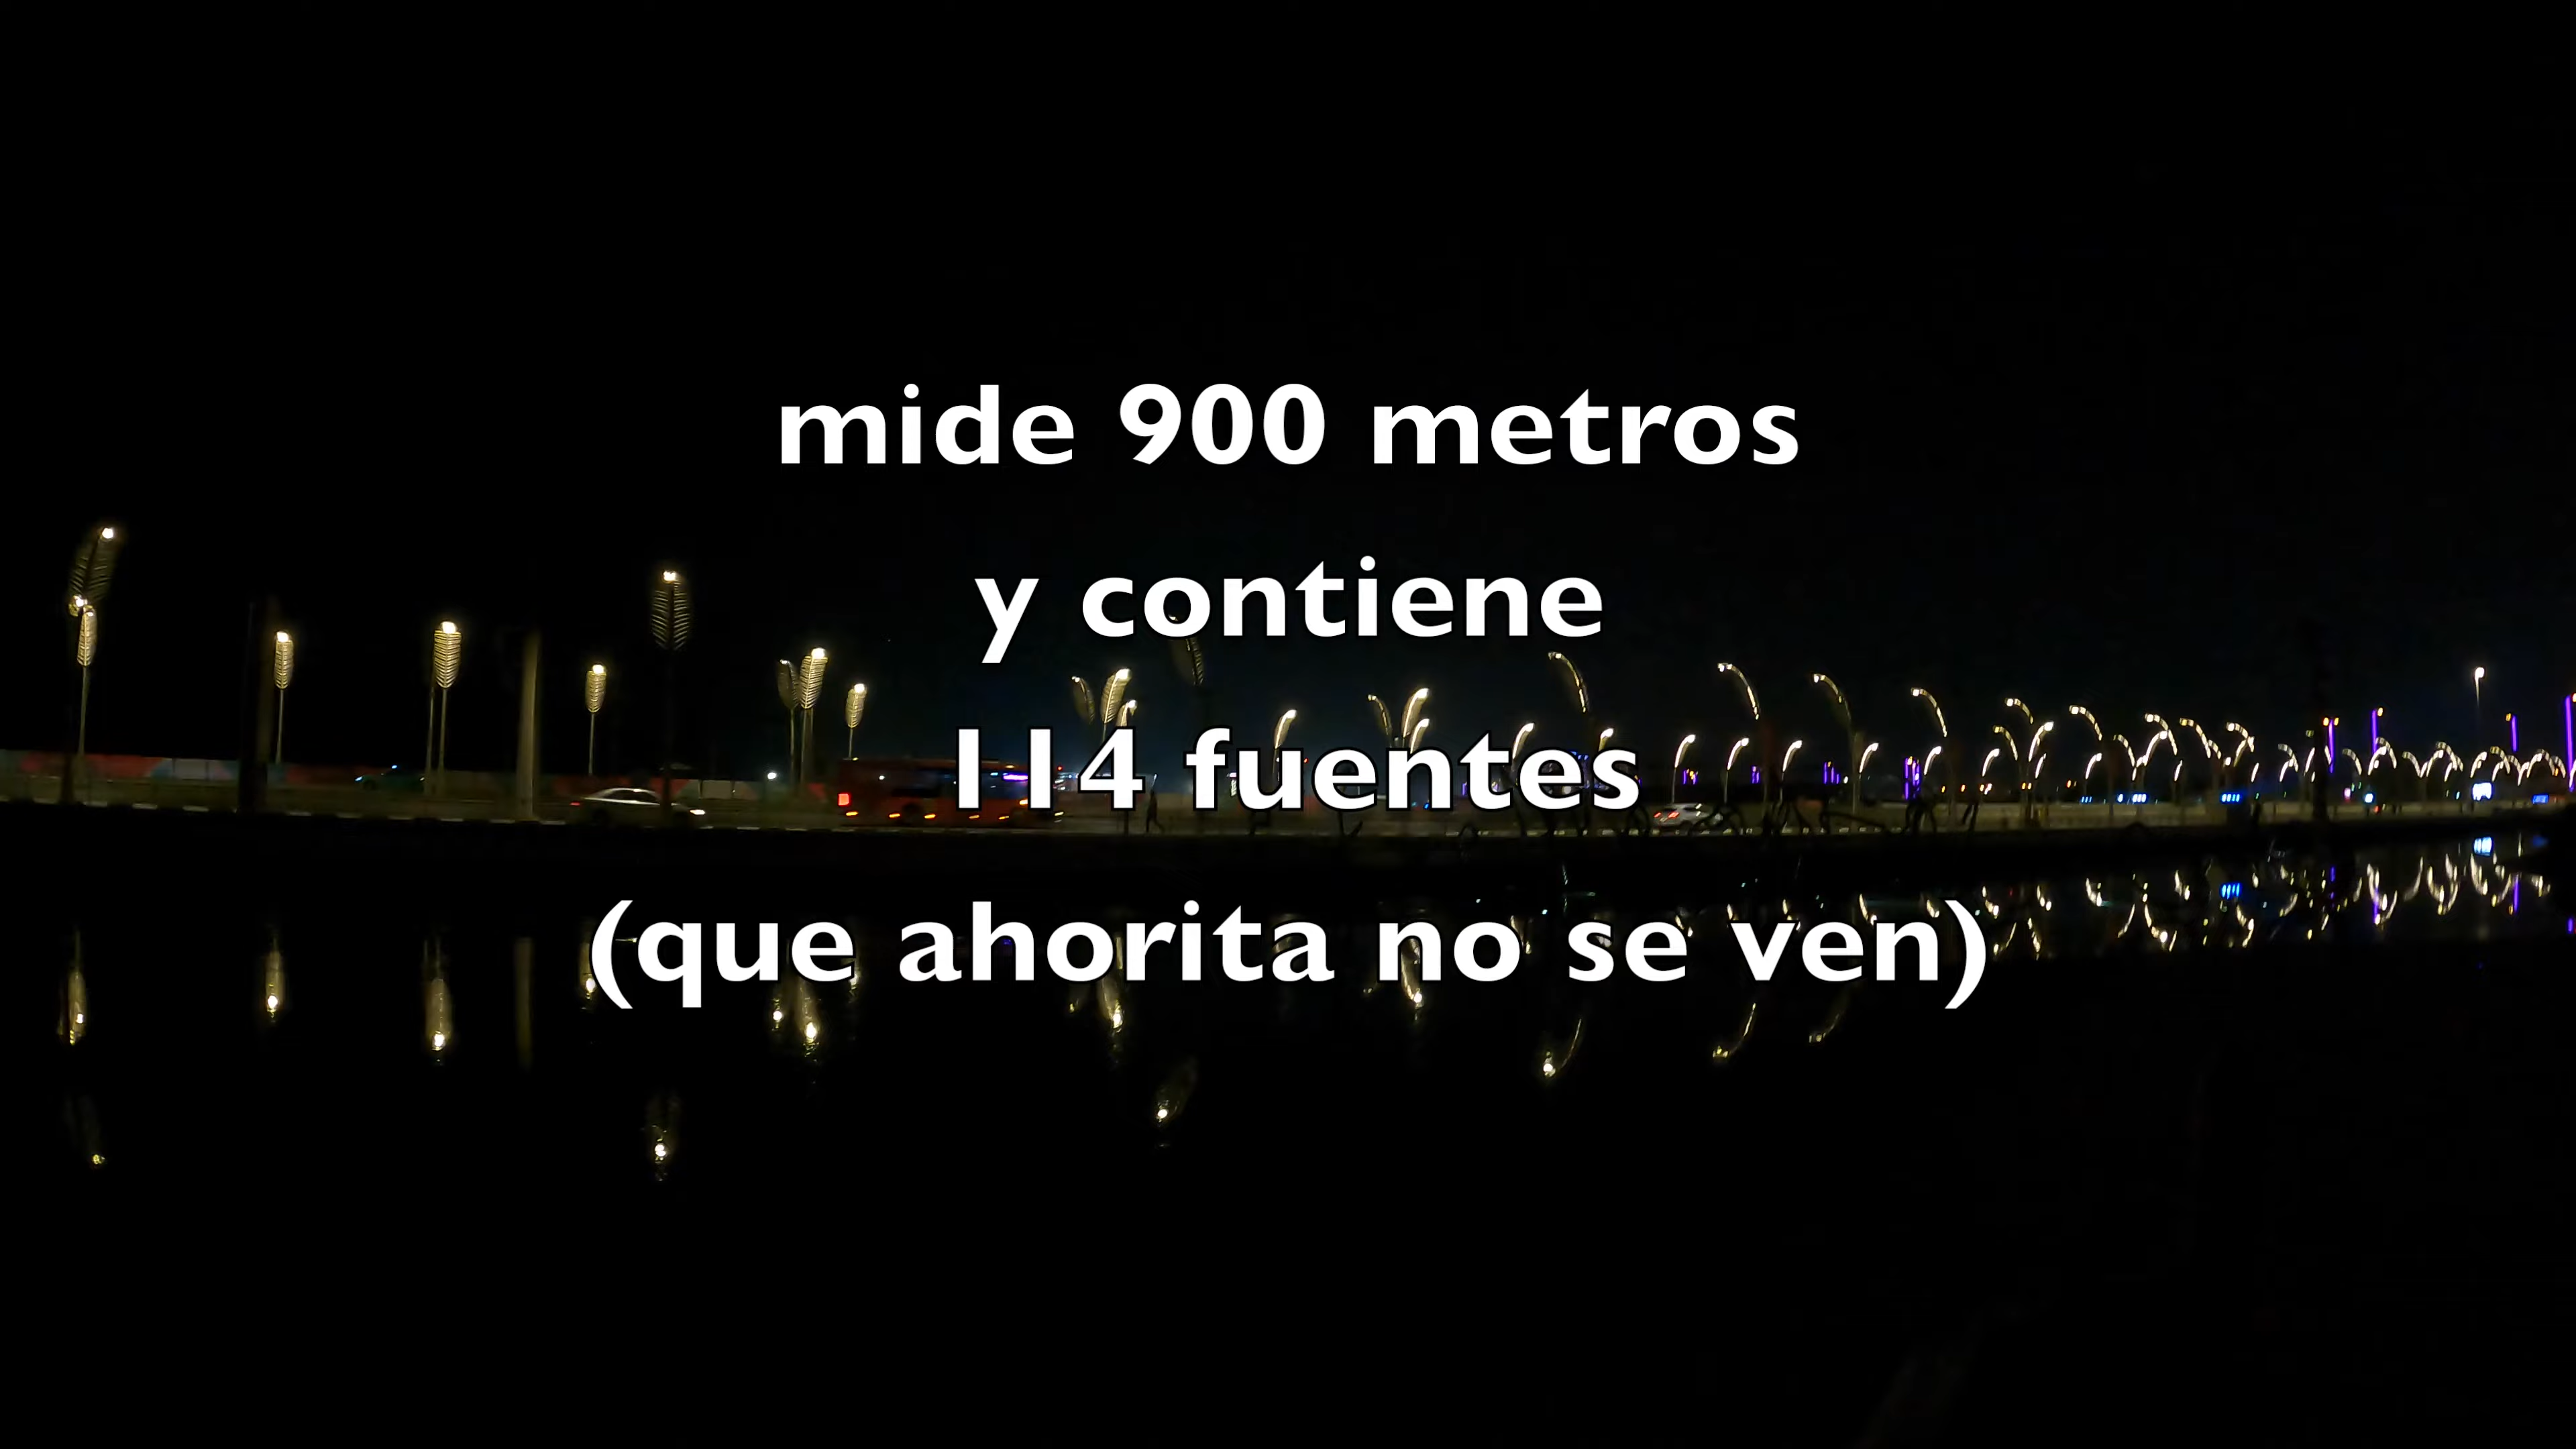 mide 900 metros
y contiene
114 fuentes
(que ahorita no se ven)